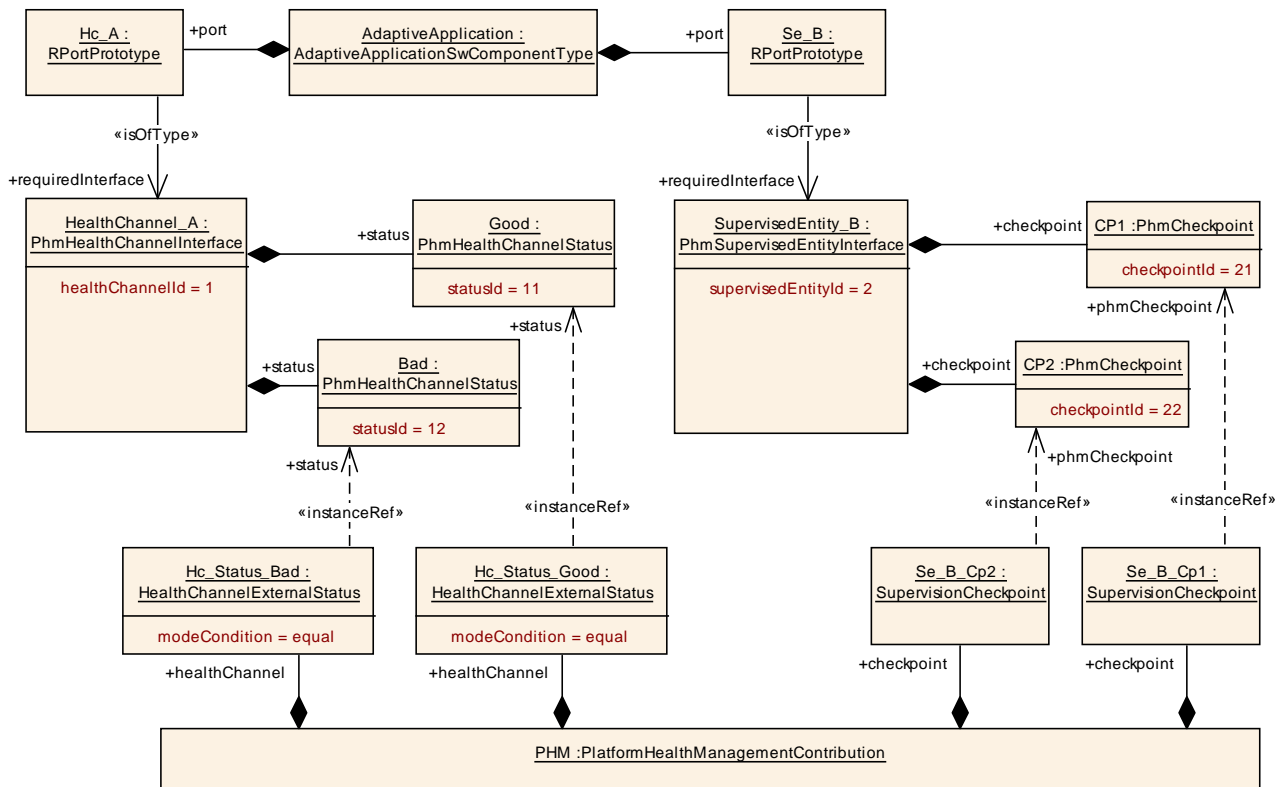 Hc_A :
RPortPrototype
+port
AdaptiveApplication :
AdaptiveApplicationSwComponentType
+port
Se_B :
RPortPrototype
«isOfType»
«isOfType»
+requiredInterface
+requiredInterface
HealthChannel_A :
PhmHealthChannelInterface
healthChannelId = 1
+status
Good :
PhmHealthChannelStatus
statusId = 11
+status
SupervisedEntity_B :
PhmSupervisedEntityInterface
supervisedEntityId = 2
+checkpoint
CP1 :PhmCheckpoint
checkpointId = 21
+phmCheckpoint
+status
Bad :
PhmHealthChannelStatus
statusId = 12
+status
+checkpoint
CP2 :PhmCheckpoint
checkpointId = 22
+phmCheckpoint
«instanceRef»
«instanceRef»
«instanceRef»
«instanceRef»
Hc_Status_Bad :
HealthChannelExternalStatus
modeCondition = equal
Hc_Status_Good :
HealthChannelExternalStatus
modeCondition = equal
Se_B_Cp2 :
SupervisionCheckpoint
Se_B_Cp1 :
SupervisionCheckpoint
+healthChannel
+healthChannel
+checkpoint
+checkpoint
PHM :PlatformHealthManagementContribution